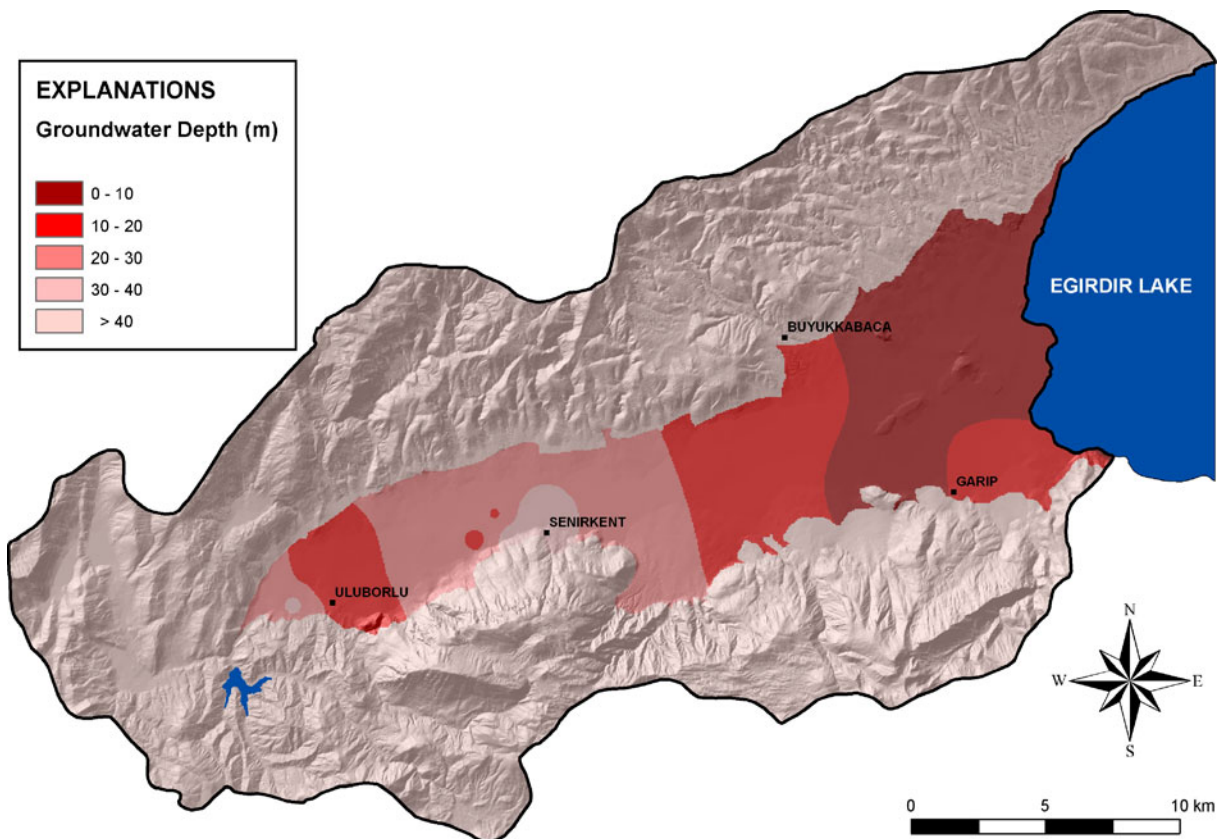 EXPLANATIONS
Groundwater Depth (m)
0 - 10
10 - 20
20 - 30
30 - 40
> 40
EGIRDIR LAKE
BUYUKKABACA
GARIP
SENIRKENT
ULUBORLU
N
W
E
S
0 5 10 km